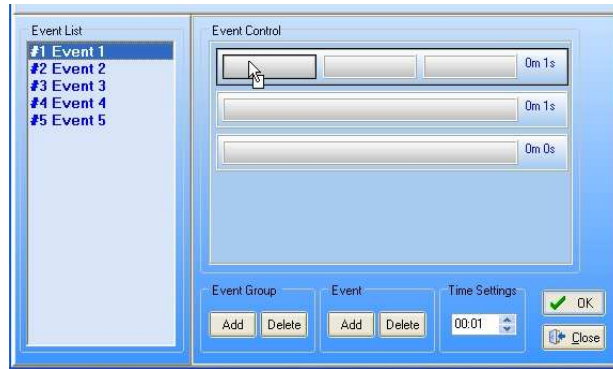 Event List
#1 Event 1
#2 Event 2
#3 Event 3
#4 Event 4
#5 Event 5
Event Control
0m 1s
0m 1s
0m 0s
Event Group
Add Delete
Event
Add Delete
Time Settings
00:01
OK
Close